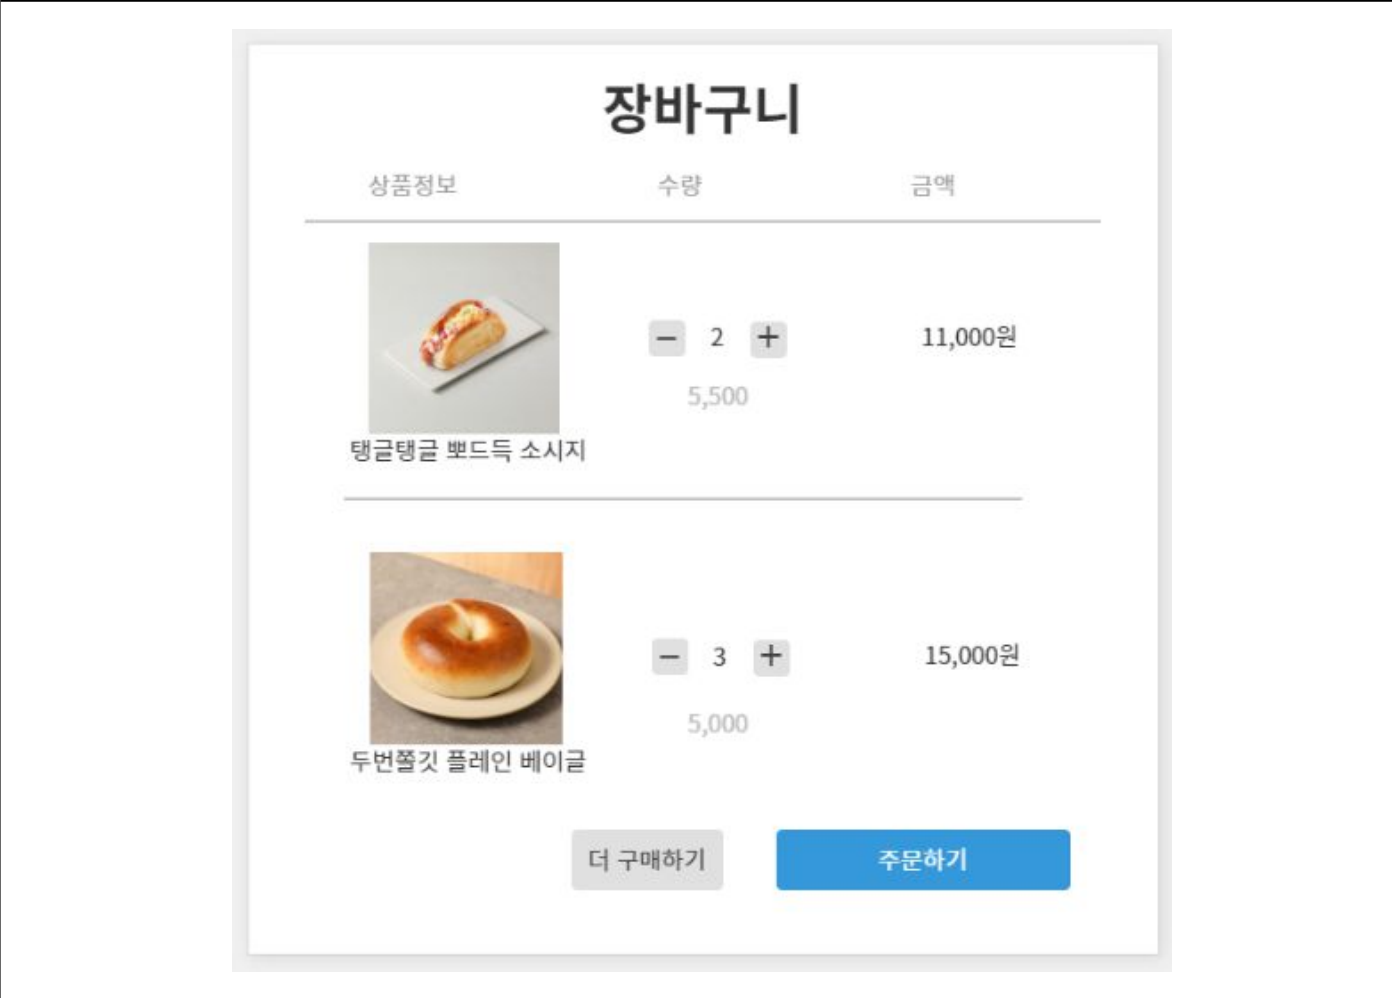 장바구니
상품정보 수량 금액
− 2 + 11,000원
5,500
탱글탱글 뽀드득 소시지
− 3 + 15,000원
5,000
두번쫄깃 플레인 베이글
더 구매하기 주문하기